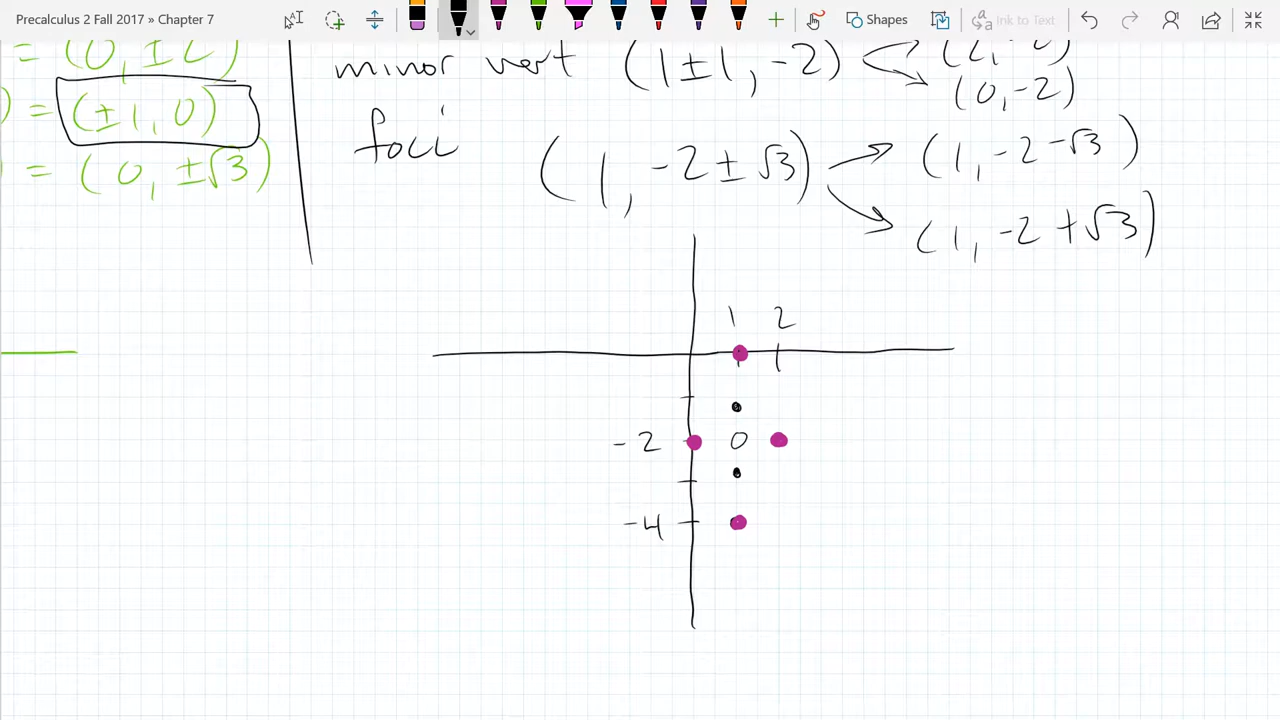 Precalculus 2 Fall 2017 » Chapter 7
Shapes
Ink to Text
= (0, ±2)
) = (±1, 0)
) = (0, ±√3)
minor vert (1±1, -2)
(0, -2)
foci (1, -2 ± √3)
(1, -2 - √3)
(1, -2 + √3)
1 2
-2
-4